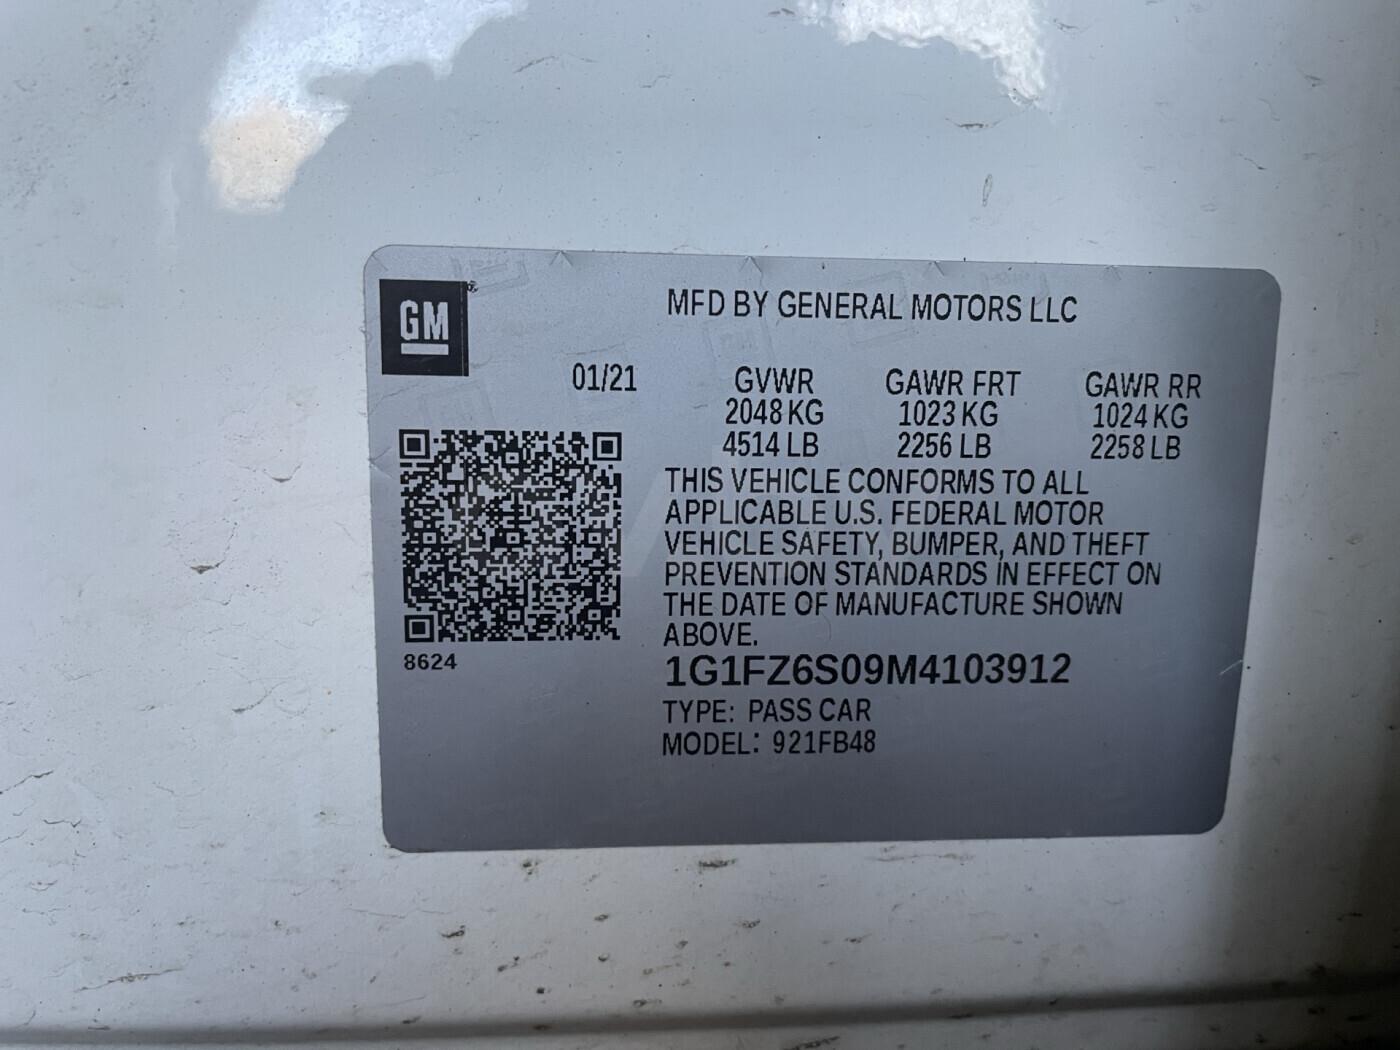 GM
MFD BY GENERAL MOTORS LLC
01/21 GVWR GAWR FRT GAWR RR
2048 KG 1023 KG 1024 KG
4514 LB 2256 LB 2258 LB
THIS VEHICLE CONFORMS TO ALL
APPLICABLE U.S. FEDERAL MOTOR
VEHICLE SAFETY, BUMPER, AND THEFT
PREVENTION STANDARDS IN EFFECT ON
THE DATE OF MANUFACTURE SHOWN
ABOVE.
8624
1G1FZ6S09M4103912
TYPE: PASS CAR
MODEL: 921FB48